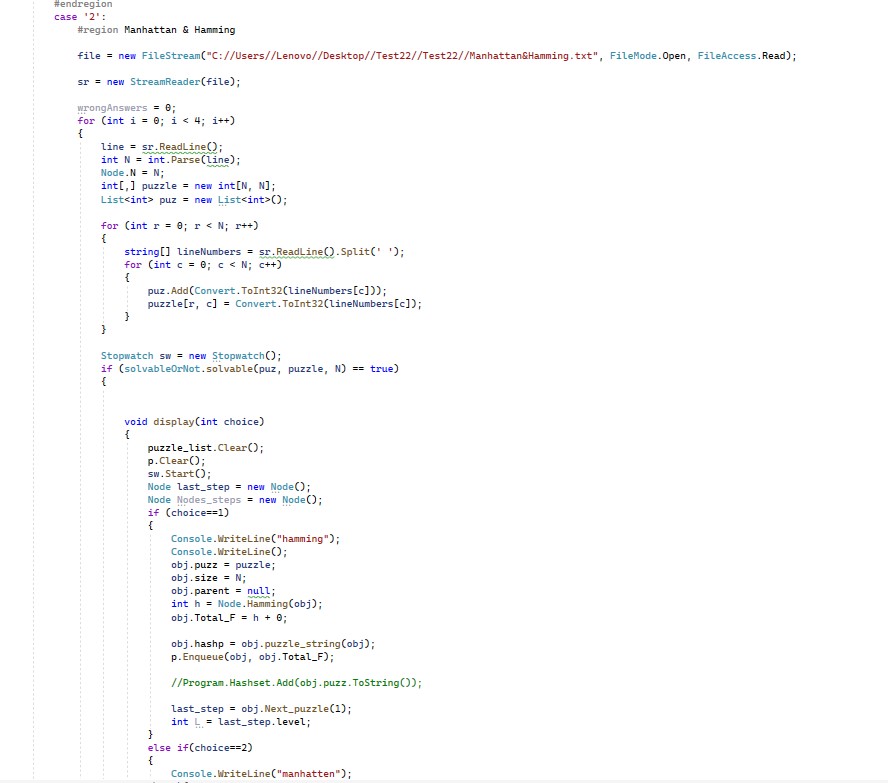 #endregion
case '2':
#region Manhattan & Hamming
file = new FileStream("C://Users//Lenovo//Desktop//Test22//Test22//Manhattan&Hamming.txt", FileMode.Open, FileAccess.Read);
sr = new StreamReader(file);
wrongAnswers = 0;
for (int i = 0; i < 4; i++)
{
line = sr.ReadLine();
int N = int.Parse(line);
Node.N = N;
int[,] puzzle = new int[N, N];
List<int> puz = new List<int>();
for (int r = 0; r < N; r++)
{
string[] lineNumbers = sr.ReadLine().Split(' ');
for (int c = 0; c < N; c++)
{
puz.Add(Convert.ToInt32(lineNumbers[c]));
puzzle[r, c] = Convert.ToInt32(lineNumbers[c]);
}
}
Stopwatch sw = new Stopwatch();
if (solvableOrNot.solvable(puz, puzzle, N) == true)
{
void display(int choice)
{
puzzle_list.Clear();
p.Clear();
sw.Start();
Node last_step = new Node();
Node Nodes_steps = new Node();
if (choice==1)
{
Console.WriteLine("hamming");
Console.WriteLine();
obj.puzz = puzzle;
obj.size = N;
obj.parent = null;
int h = Node.Hamming(obj);
obj.Total_F = h + 0;
obj.hashp = obj.puzzle_string(obj);
p.Enqueue(obj, obj.Total_F);
//Program.Hashset.Add(obj.puzz.ToString());
last_step = obj.Next_puzzle(1);
int L = last_step.level;
}
else if(choice==2)
{
Console.WriteLine("manhatten");